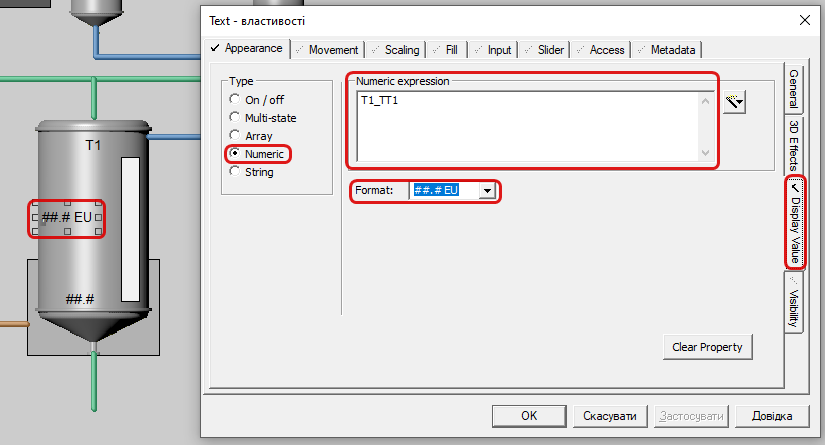 Text - властивості
Appearance
Movement
Scaling
Fill
Input
Slider
Access
Metadata
Type
On / off
Multi-state
Array
Numeric
String
Numeric expression
T1_TT1
Format:
##.# EU
General
3D Effects
Display Value
Visibility
Clear Property
OK
Скасувати
Застосувати
Довідка
T1
##.# EU
##.#